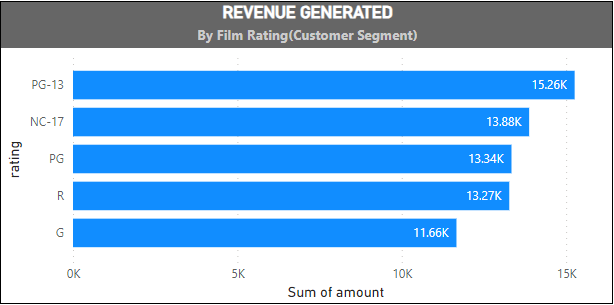 REVENUE GENERATED
By Film Rating(Customer Segment)
PG-13 15.26K
NC-17 13.88K
PG 13.34K
R 13.27K
G 11.66K
rating
0K 5K 10K 15K
Sum of amount